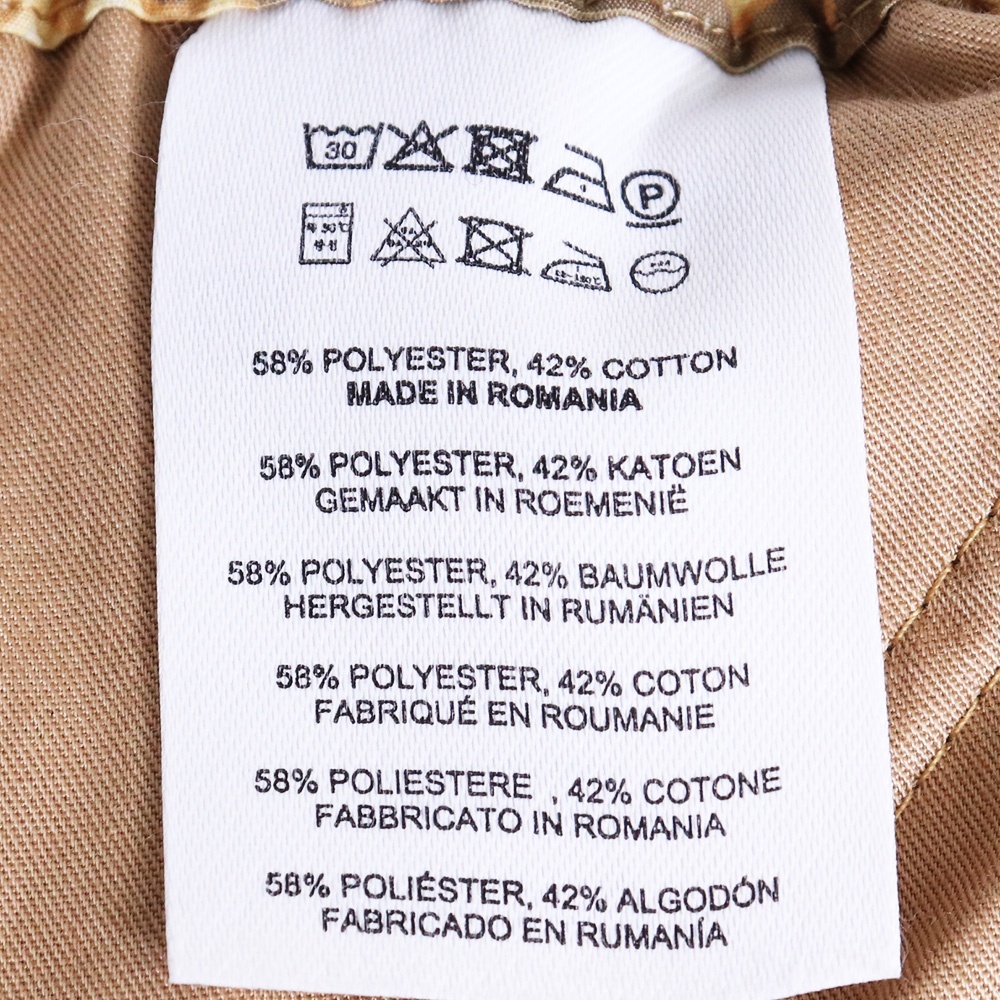 30
P
58% POLYESTER, 42% COTTON
MADE IN ROMANIA
58% POLYESTER, 42% KATOEN
GEMAAKT IN ROEMENIË
58% POLYESTER, 42% BAUMWOLLE
HERGESTELLT IN RUMÄNIEN
58% POLYESTER, 42% COTON
FABRIQUÉ EN ROUMANIE
58% POLIESTERE , 42% COTONE
FABBRICATO IN ROMANIA
58% POLIÉSTER, 42% ALGODÓN
FABRICADO EN RUMANÍA